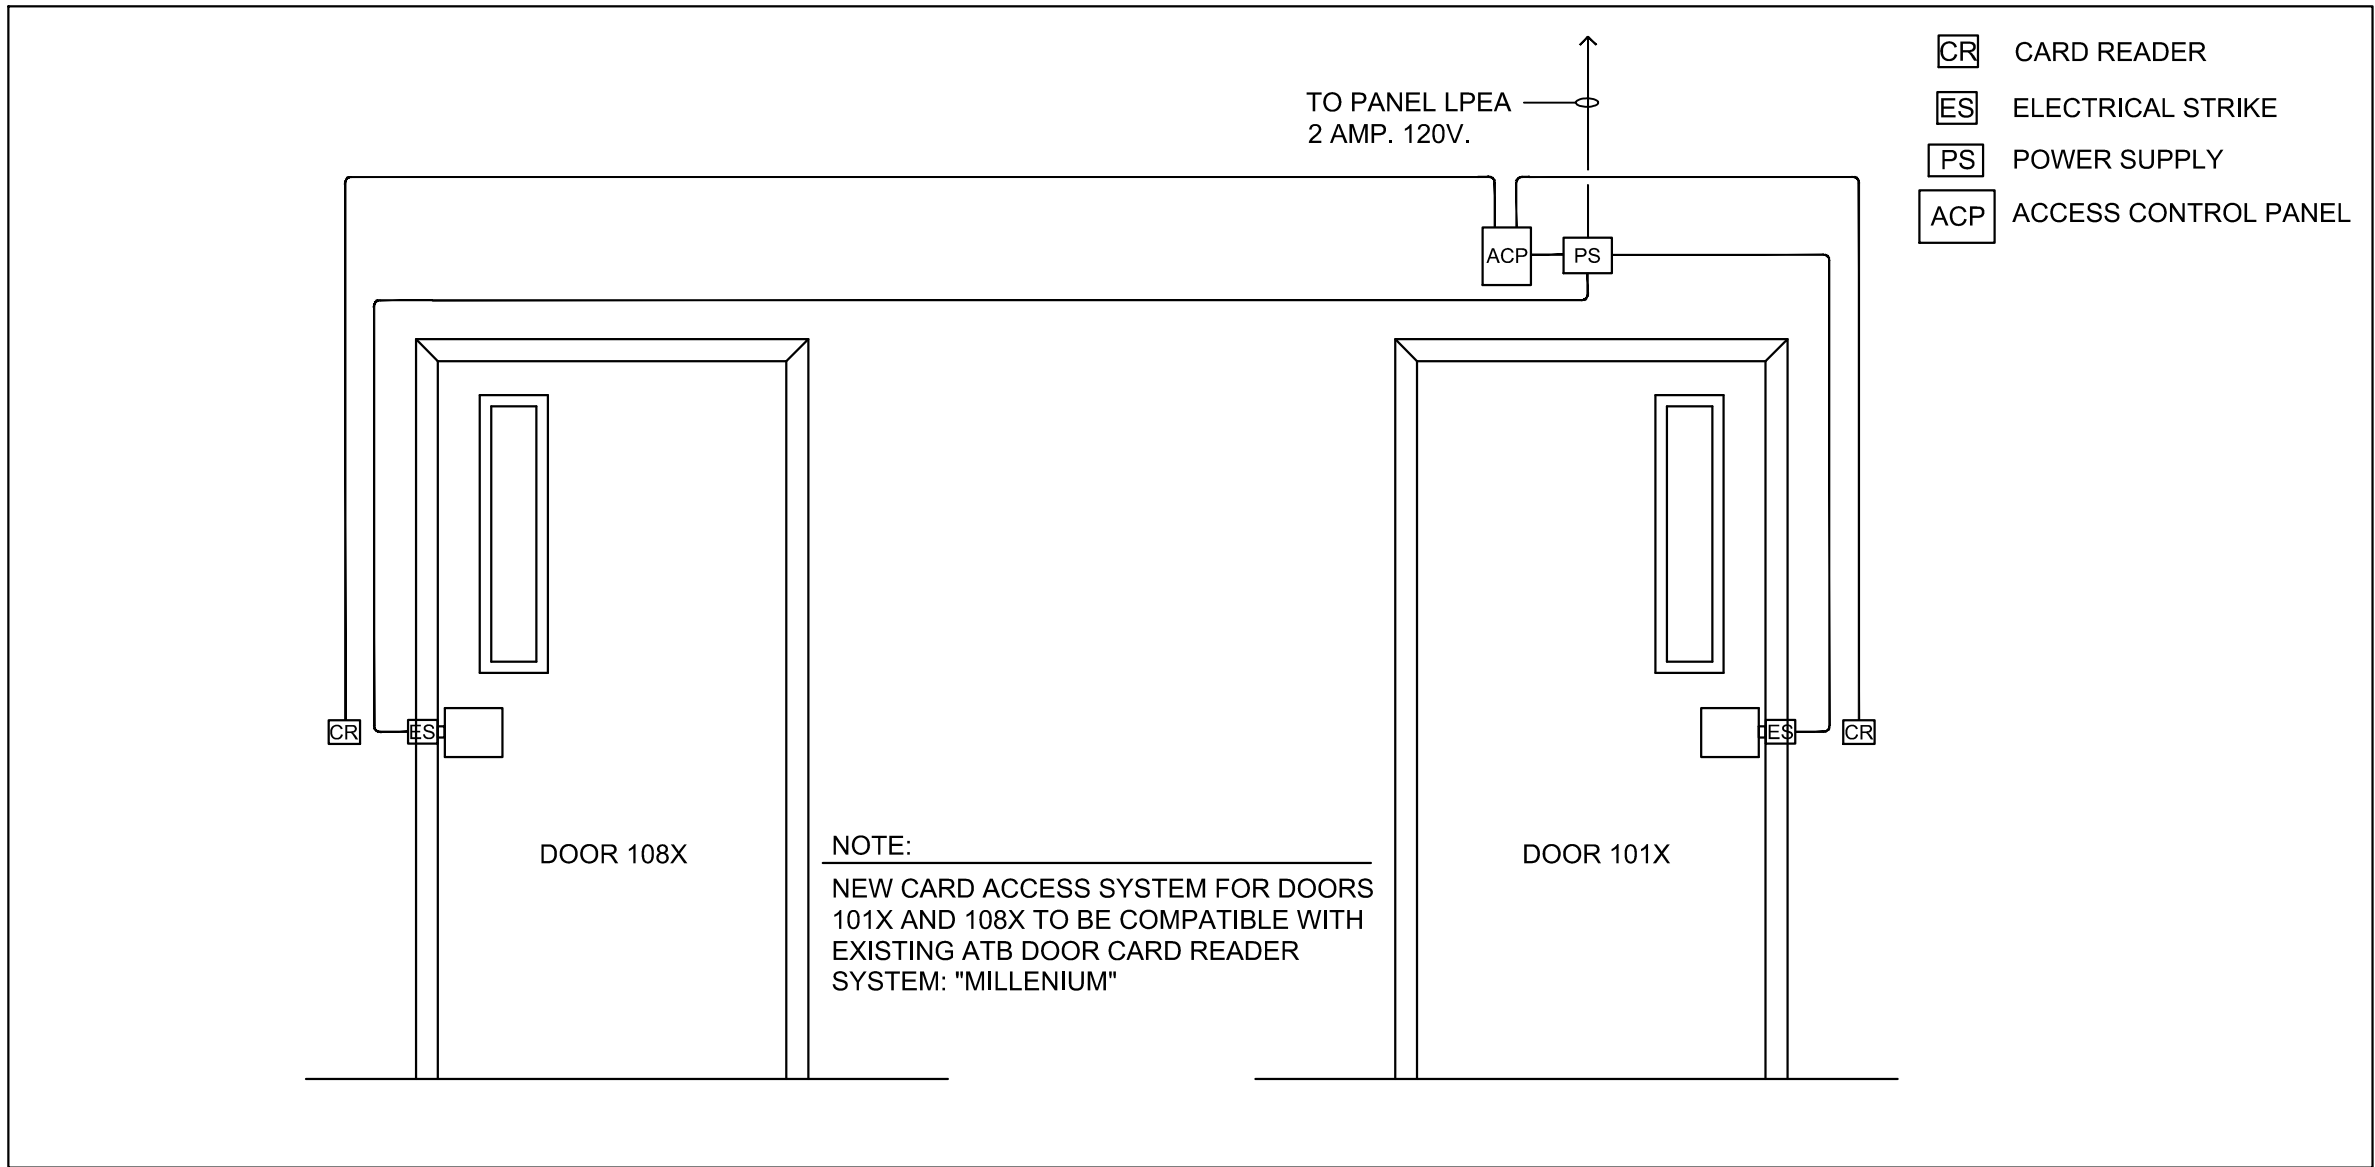 CR CARD READER
ES ELECTRICAL STRIKE
PS POWER SUPPLY
ACP ACCESS CONTROL PANEL
TO PANEL LPEA
2 AMP. 120V.
ACP
PS
CR
ES
ES
CR
DOOR 108X
NOTE:
NEW CARD ACCESS SYSTEM FOR DOORS
101X AND 108X TO BE COMPATIBLE WITH
EXISTING ATB DOOR CARD READER
SYSTEM: "MILLENIUM"
DOOR 101X